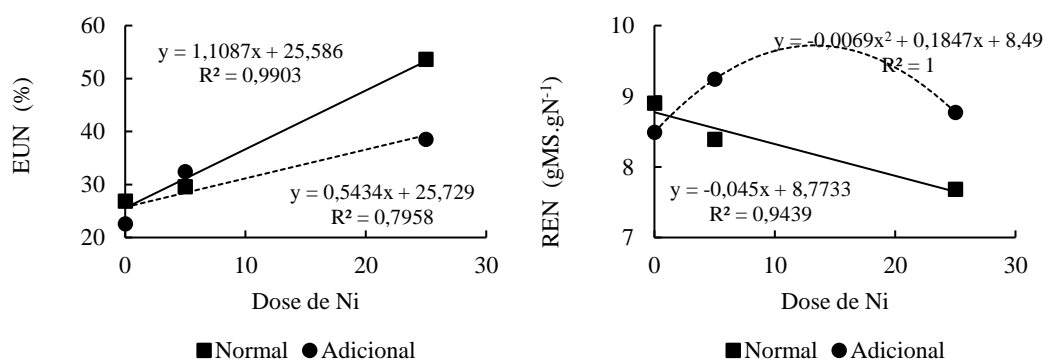 EUN (%)
60
50
40
30
20
y = 1,1087x + 25,586
R² = 0,9903
y = 0,5434x + 25,729
R² = 0,7958
0 10 20 30
Dose de Ni
Normal Adicional
REN (gMS.gN⁻¹)
10
9
8
7
y = -0,0069x² + 0,1847x + 8,49
R² = 1
y = -0,045x + 8,7733
R² = 0,9439
0 10 20 30
Dose de Ni
Normal Adicional